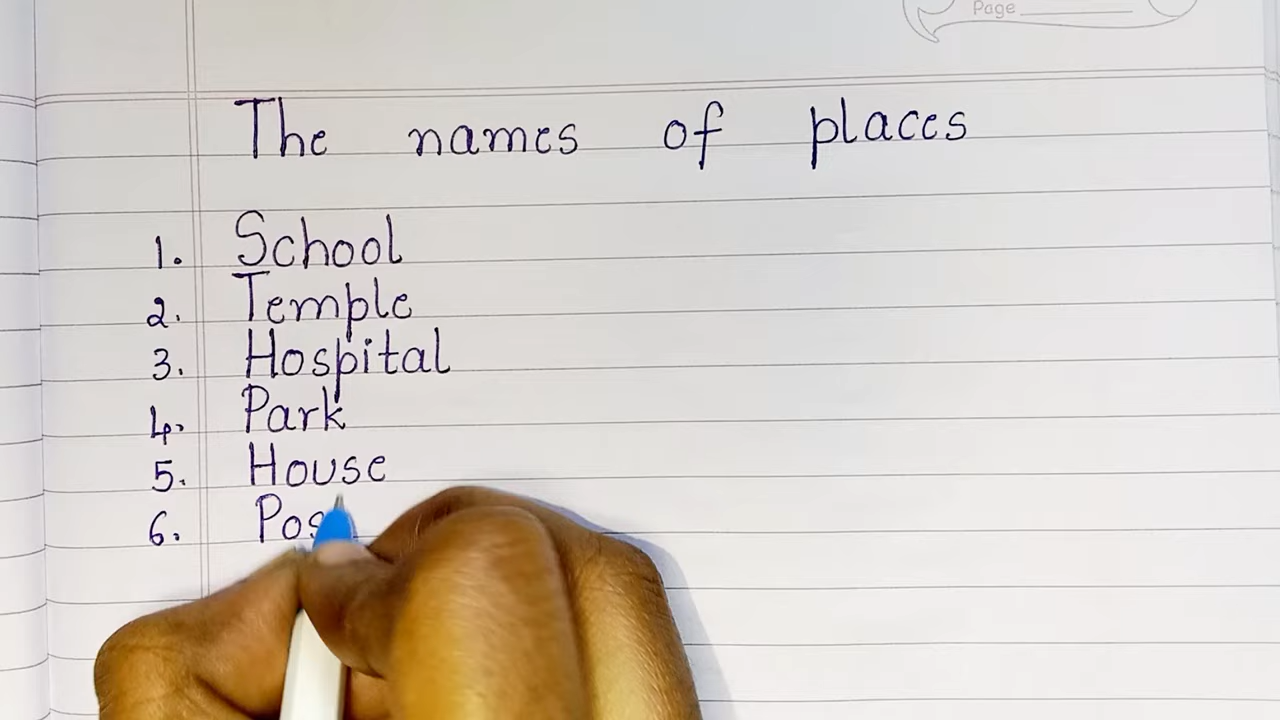 Page
The names of places
1. School
2. Temple
3. Hospital
4. Park
5. House
6. Pos